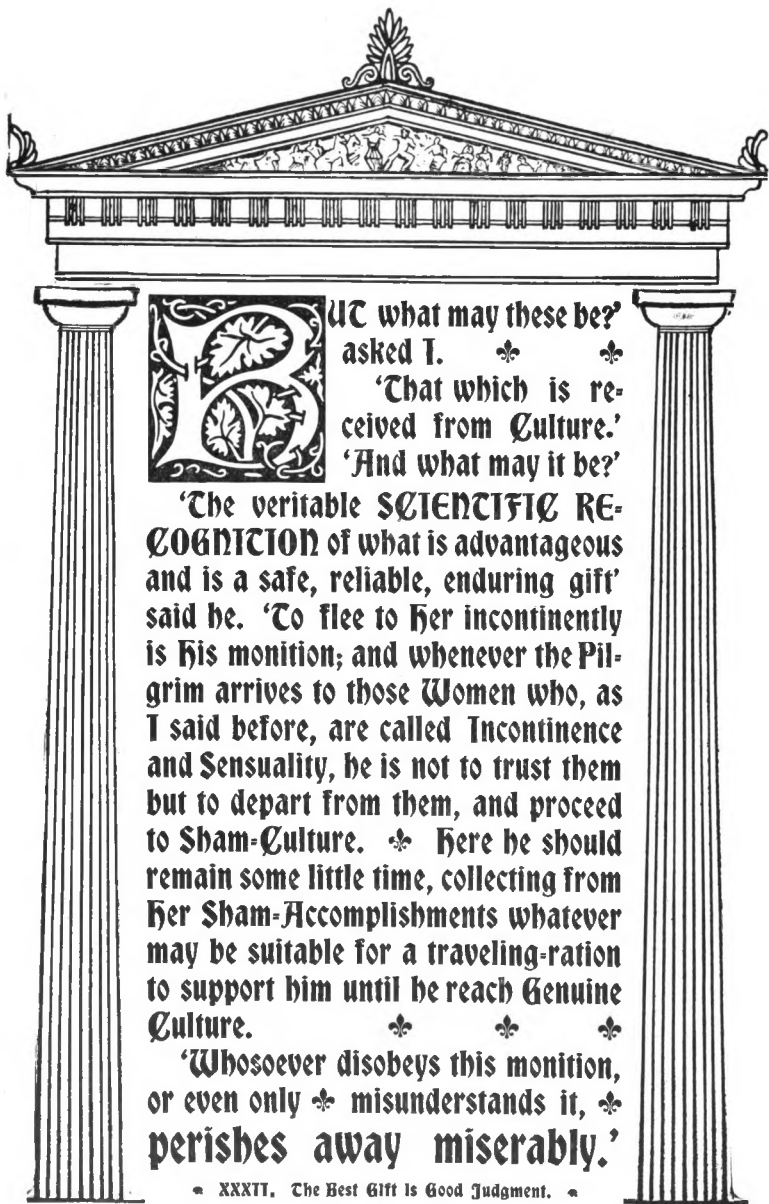 BUT what may these be?'
asked I.
'That which is re-
ceived from Culture.'
'And what may it be?'
'The veritable SCIENTIFIC RE-
COGNITION of what is advantageous
and is a safe, reliable, enduring gift'
said he. 'To flee to Her incontinently
is His monition; and whenever the Pil-
grim arrives to those Women who, as
I said before, are called Incontinence
and Sensuality, he is not to trust them
but to depart from them, and proceed
to Sham-Culture. Here he should
remain some little time, collecting from
Her Sham-Accomplishments whatever
may be suitable for a traveling-ration
to support him until he reach Genuine
Culture.
'Whosoever disobeys this monition,
or even only misunderstands it,
perishes away miserably.'
XXXII. The Best Gift Is Good Judgment.